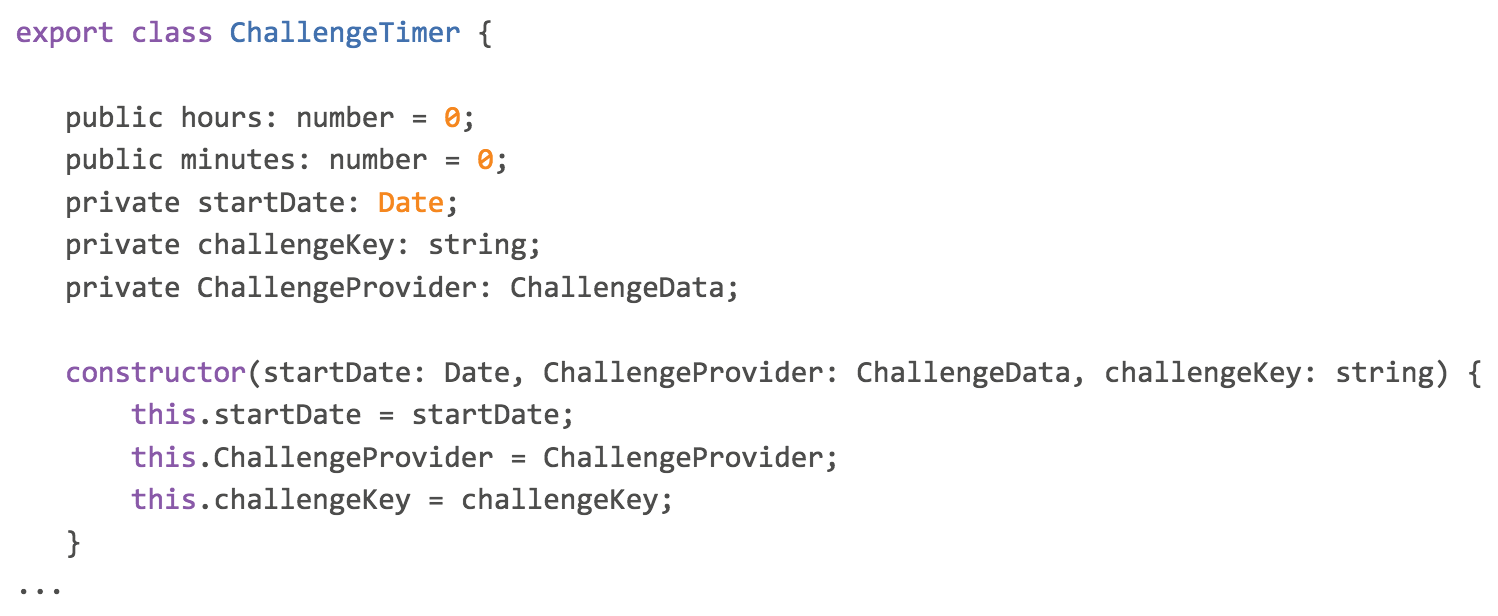 export class ChallengeTimer {
public hours: number = 0;
public minutes: number = 0;
private startDate: Date;
private challengeKey: string;
private ChallengeProvider: ChallengeData;
constructor(startDate: Date, ChallengeProvider: ChallengeData, challengeKey: string) {
this.startDate = startDate;
this.ChallengeProvider = ChallengeProvider;
this.challengeKey = challengeKey;
}
...